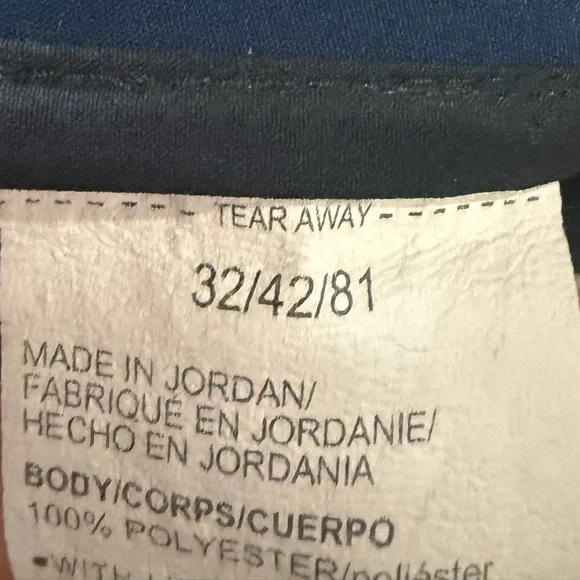 TEAR AWAY
32/42/81
MADE IN JORDAN/
FABRIQUÉ EN JORDANIE/
HECHO EN JORDANIA
BODY/CORPS/CUERPO
100% POLYESTER/poliéster
•WITH